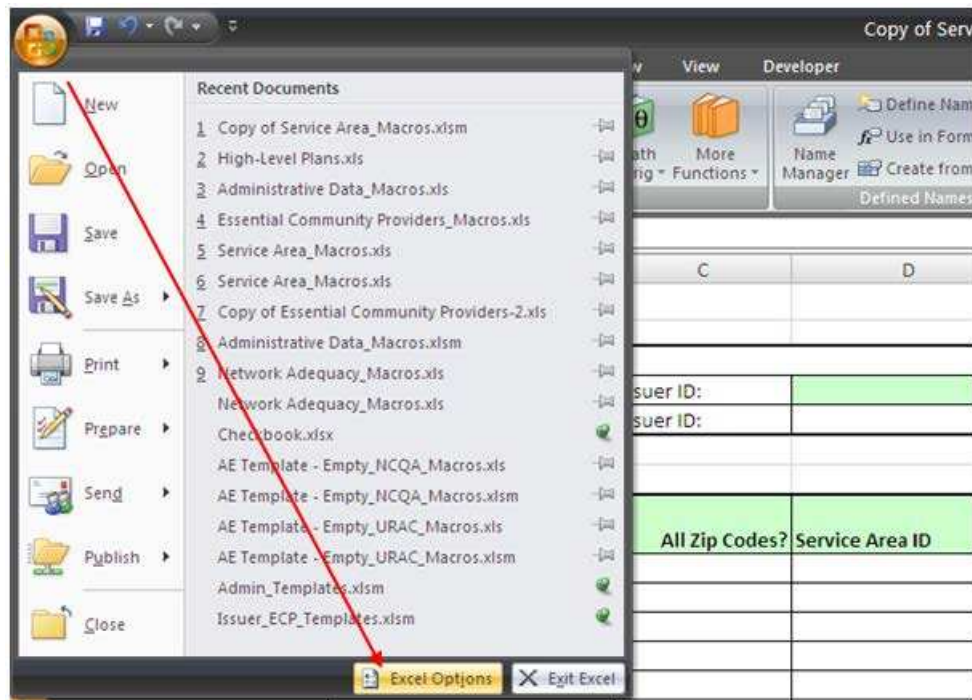 Copy of Serv
View Developer
New
Open
Save
Save As
Print
Prepare
Send
Publish
Close
Recent Documents
1 Copy of Service Area_Macros.xlsm
2 High-Level Plans.xls
3 Administrative Data_Macros.xls
4 Essential Community Providers_Macros.xls
5 Service Area_Macros.xls
6 Service Area_Macros.xls
7 Copy of Essential Community Providers-2.xls
8 Administrative Data_Macros.xlsm
9 Network Adequacy_Macros.xls
Network Adequacy_Macros.xls
Checkbook.xlsx
AE Template - Empty_NCQA_Macros.xls
AE Template - Empty_NCQA_Macros.xlsm
AE Template - Empty_URAC_Macros.xls
AE Template - Empty_URAC_Macros.xlsm
Admin_Templates.xlsm
Issuer_ECP_Templates.xlsm
Excel Options
Exit Excel
θ
ath
rig
More
Functions
Name
Manager
Define Nam
Use in Form
Create from
Defined Names
C D
suer ID:
suer ID:
All Zip Codes? Service Area ID